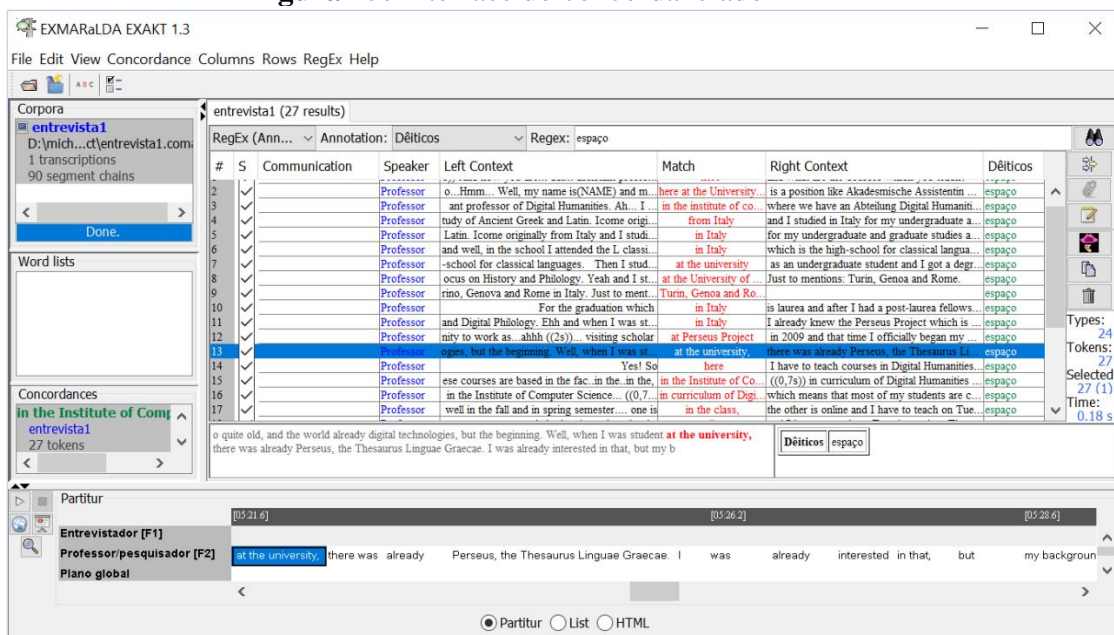 EXMARaLDA EXAKT 1.3
File Edit View Concordance Columns Rows RegEx Help
Corpora
entrevista1
D:\mich...ct\entrevista1.coma
1 transcriptions
90 segment chains
Done.
Word lists
Concordances
in the Institute of Comp
entrevista1
27 tokens
entrevista1 (27 results)
RegEx (Ann... Annotation: Dêiticos Regex: espaço
# S Communication Speaker Left Context Match Right Context Dêiticos
2 Professor o...Hmm... Well, my name is(NAME) and m... here at the University... is a position like Akadesmische Assistentin ... espaço
3 Professor ant professor of Digital Humanities. Ah... I ... in the institute of co... where we have an Abteilung Digital Humaniti... espaço
4 Professor tudy of Ancient Greek and Latin. Icome origi... from Italy and I studied in Italy for my undergraduate a... espaço
5 Professor Latin. Icome originally from Italy and I studi... in Italy for my undergraduate and graduate studies a... espaço
6 Professor and well, in the school I attended the L classi... in Italy which is the high-school for classical langua... espaço
7 Professor -school for classical languages. Then I stud... at the university as an undergraduate student and I got a degr... espaço
8 Professor ocus on History and Philology. Yeah and I st... at the University of ... Just to mentions: Turin, Genoa and Rome. espaço
9 Professor rino, Genova and Rome in Italy. Just to ment... Turin, Genoa and Ro... espaço
10 Professor For the graduation which in Italy is laurea and after I had a post-laurea fellows... espaço
11 Professor and Digital Philology. Ehh and when I was st... in Italy I already knew the Perseus Project which is ... espaço
12 Professor nity to work as...ahhh ((2s))... visiting scholar at Perseus Project in 2009 and that time I officially began my ... espaço
13 Professor ogies, but the beginning. Well, when I was st... at the university, there was already Perseus, the Thesaurus Li... espaço
14 Professor Yes! So here I have to teach courses in Digital Humanities ... espaço
15 Professor ese courses are based in the fac..in the..in the, in the Institute of Co... ((0,7s)) in curriculum of Digital Humanities ... espaço
16 Professor in the Institute of Computer Science... ((0,7... in curriculum of Digi... which means that most of my students are c... espaço
17 Professor well in the fall and in spring semester.... one is in the class, the other is online and I have to teach on Tue... espaço
Types:
24
Tokens:
27
Selected
27 (1)
Time:
0.18 s
o quite old, and the world already digital technologies, but the beginning. Well, when I was student at the university,
there was already Perseus, the Thesaurus Linguae Graecae. I was already interested in that, but my b
Dêiticos espaço
Partitur
[05:21.6] [05:26.2] [05:28.6]
Entrevistador [F1]
Professor/pesquisador [F2] at the university, there was already Perseus, the Thesaurus Linguae Graecae. I was already interested in that, but my backgroun
Plano global
Partitur List HTML